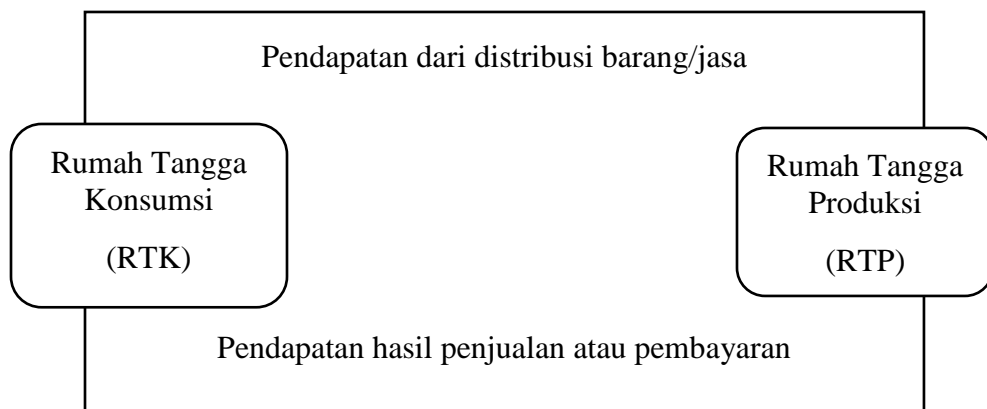 Pendapatan dari distribusi barang/jasa
Rumah Tangga
Konsumsi
(RTK)
Rumah Tangga
Produksi
(RTP)
Pendapatan hasil penjualan atau pembayaran